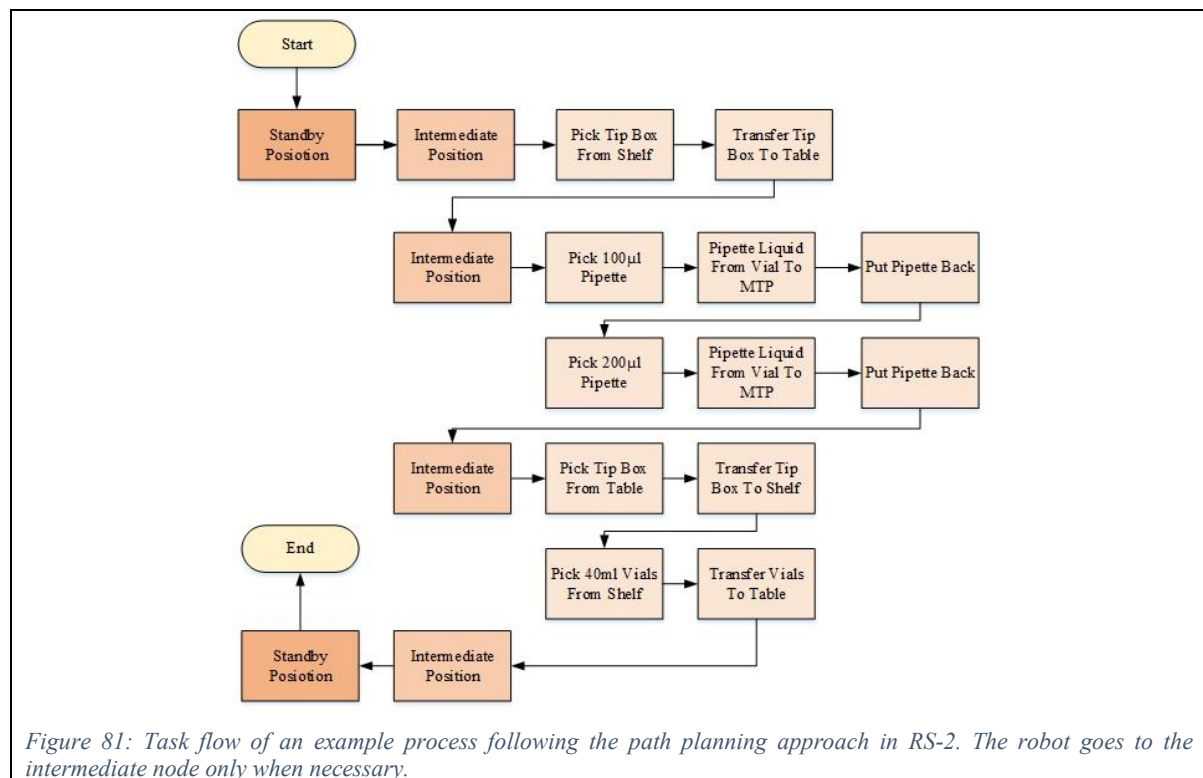 Start
Standby
Posiotion
Intermediate
Position
Pick Tip Box
From Shelf
Transfer Tip
Box To Table
Intermediate
Position
Pick 100µl
Pipette
Pipette Liquid
From Vial To
MTP
Put Pipette Back
Pick 200µl
Pipette
Pipette Liquid
From Vial To
MTP
Put Pipette Back
Intermediate
Position
Pick Tip Box
From Table
Transfer Tip
Box To Shelf
Pick 40ml Vials
From Shelf
Transfer Vials
To Table
Intermediate
Position
Standby
Posiotion
End
Figure 81: Task flow of an example process following the path planning approach in RS-2. The robot goes to the
intermediate node only when necessary.